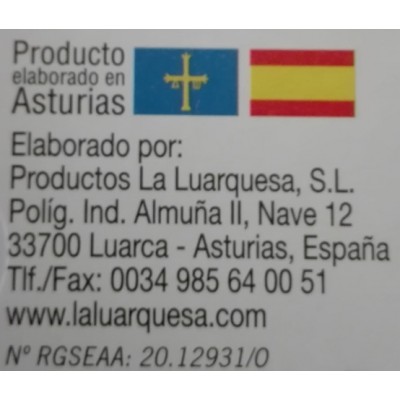 Producto
elaborado en
Asturias
Elaborado por:
Productos La Luarquesa, S.L.
Políg. Ind. Almuña II, Nave 12
33700 Luarca - Asturias, España
Tlf./Fax: 0034 985 64 00 51
www.laluarquesa.com
Nº RGSEAA: 20.12931/O